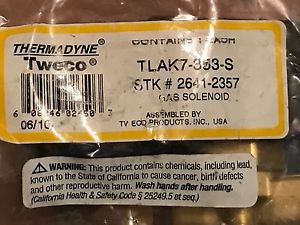 CONTAINS 1 EACH
THERMADYNE®
Tweco®
TLAK7-353-S
STK # 2641-2357
GAS SOLENOID
ASSEMBLED BY
PRODUCTS, INC., USA
06/10
⚠ WARNING: This product contains chemicals, including lead,
known to the State of California to cause cancer, birth defects
and other reproductive harm. Wash hands after handling.
(California Health & Safety Code § 25249.5 et seq.)